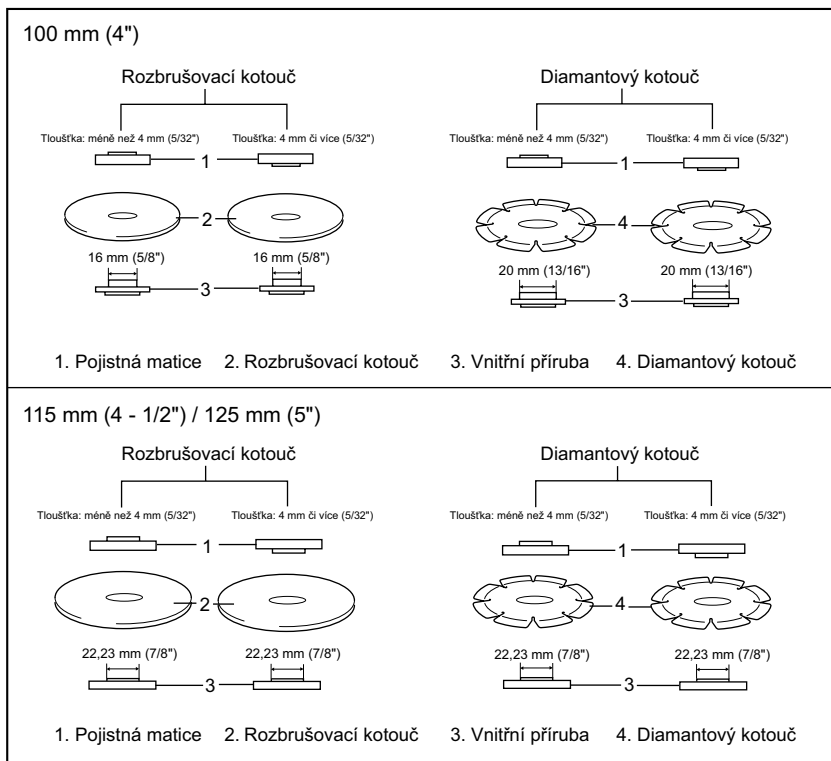 100 mm (4")
Rozbrušovací kotouč
Diamantový kotouč
Tloušťka: méně než 4 mm (5/32")
Tloušťka: 4 mm či více (5/32")
Tloušťka: méně než 4 mm (5/32")
Tloušťka: 4 mm či více (5/32")
1
1
2
4
16 mm (5/8")
16 mm (5/8")
20 mm (13/16")
20 mm (13/16")
3
3
1. Pojistná matice
2. Rozbrušovací kotouč
3. Vnitřní příruba
4. Diamantový kotouč
115 mm (4 - 1/2") / 125 mm (5")
Rozbrušovací kotouč
Diamantový kotouč
Tloušťka: méně než 4 mm (5/32")
Tloušťka: 4 mm či více (5/32")
Tloušťka: méně než 4 mm (5/32")
Tloušťka: 4 mm či více (5/32")
1
1
2
4
22,23 mm (7/8")
22,23 mm (7/8")
22,23 mm (7/8")
22,23 mm (7/8")
3
3
1. Pojistná matice
2. Rozbrušovací kotouč
3. Vnitřní příruba
4. Diamantový kotouč